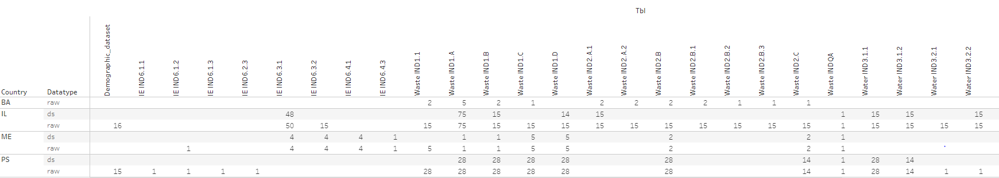 Tbl
Country Datatype Demographic_dataset IE IND6.1.1 IE IND6.1.2 IE IND6.1.3 IE IND6.2.3 IE IND6.3.1 IE IND6.3.2 IE IND6.4.1 IE IND6.4.3 Waste IND1.1 Waste IND1.A Waste IND1.B Waste IND1.C Waste IND1.D Waste IND2.A.1 Waste IND2.A.2 Waste IND2.B Waste IND2.B.1 Waste IND2.B.2 Waste IND2.B.3 Waste IND2.C Waste INDQA Water IND3.1.1 Water IND3.1.2 Water IND3.2.1 Water IND3.2.2
BA raw 2 5 2 1 2 2 2 2 1 1 1
IL ds 48 75 15 14 15 1 15 15 15
raw 16 50 15 15 75 15 15 15 15 15 15 15 15 15 15 1 15 15 15 15
ME ds 4 4 4 1 1 1 5 5 2 2 1
raw 1 4 4 4 1 5 1 1 5 5 2 2 1
PS ds 28 28 28 28 28 14 1 28 14
raw 15 1 1 1 1 28 28 28 28 28 28 14 1 28 14 1 1